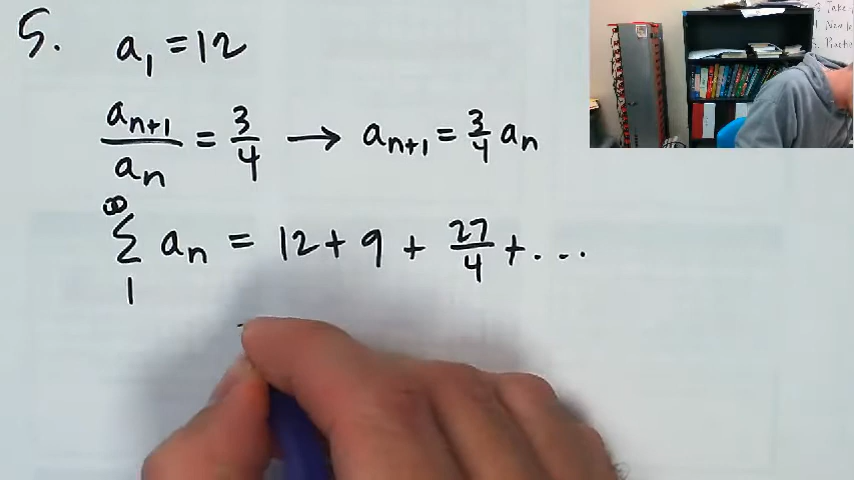 5. a₁ = 12
aₙ₊₁/aₙ = 3/4 → aₙ₊₁ = 3/4 aₙ
∞ Σ 1 aₙ = 12 + 9 + 27/4 + ...